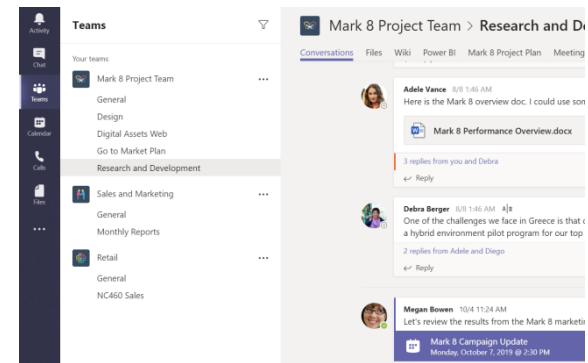 Activity
Chat
Teams
Calendar
Calls
Files
Teams
Your teams
Mark 8 Project Team
General
Design
Digital Assets Web
Go to Market Plan
Research and Development
Sales and Marketing
General
Monthly Reports
Retail
General
NC460 Sales
Mark 8 Project Team > Research and De
Conversations Files Wiki Power BI Mark 8 Project Plan Meeting
Adele Vance 8/8 1:46 AM
Here is the Mark 8 overview doc. I could use som
Mark 8 Performance Overview.docx
3 replies from you and Debra
Reply
Debra Berger 8/8 1:46 AM
One of the challenges we face in Greece is that
a hybrid environment pilot program for our top
2 replies from Adele and Diego
Reply
Megan Bowen 10/4 11:24 AM
Let's review the results from the Mark 8 marketin
Mark 8 Campaign Update
Monday, October 7, 2019 @ 2:30 PM